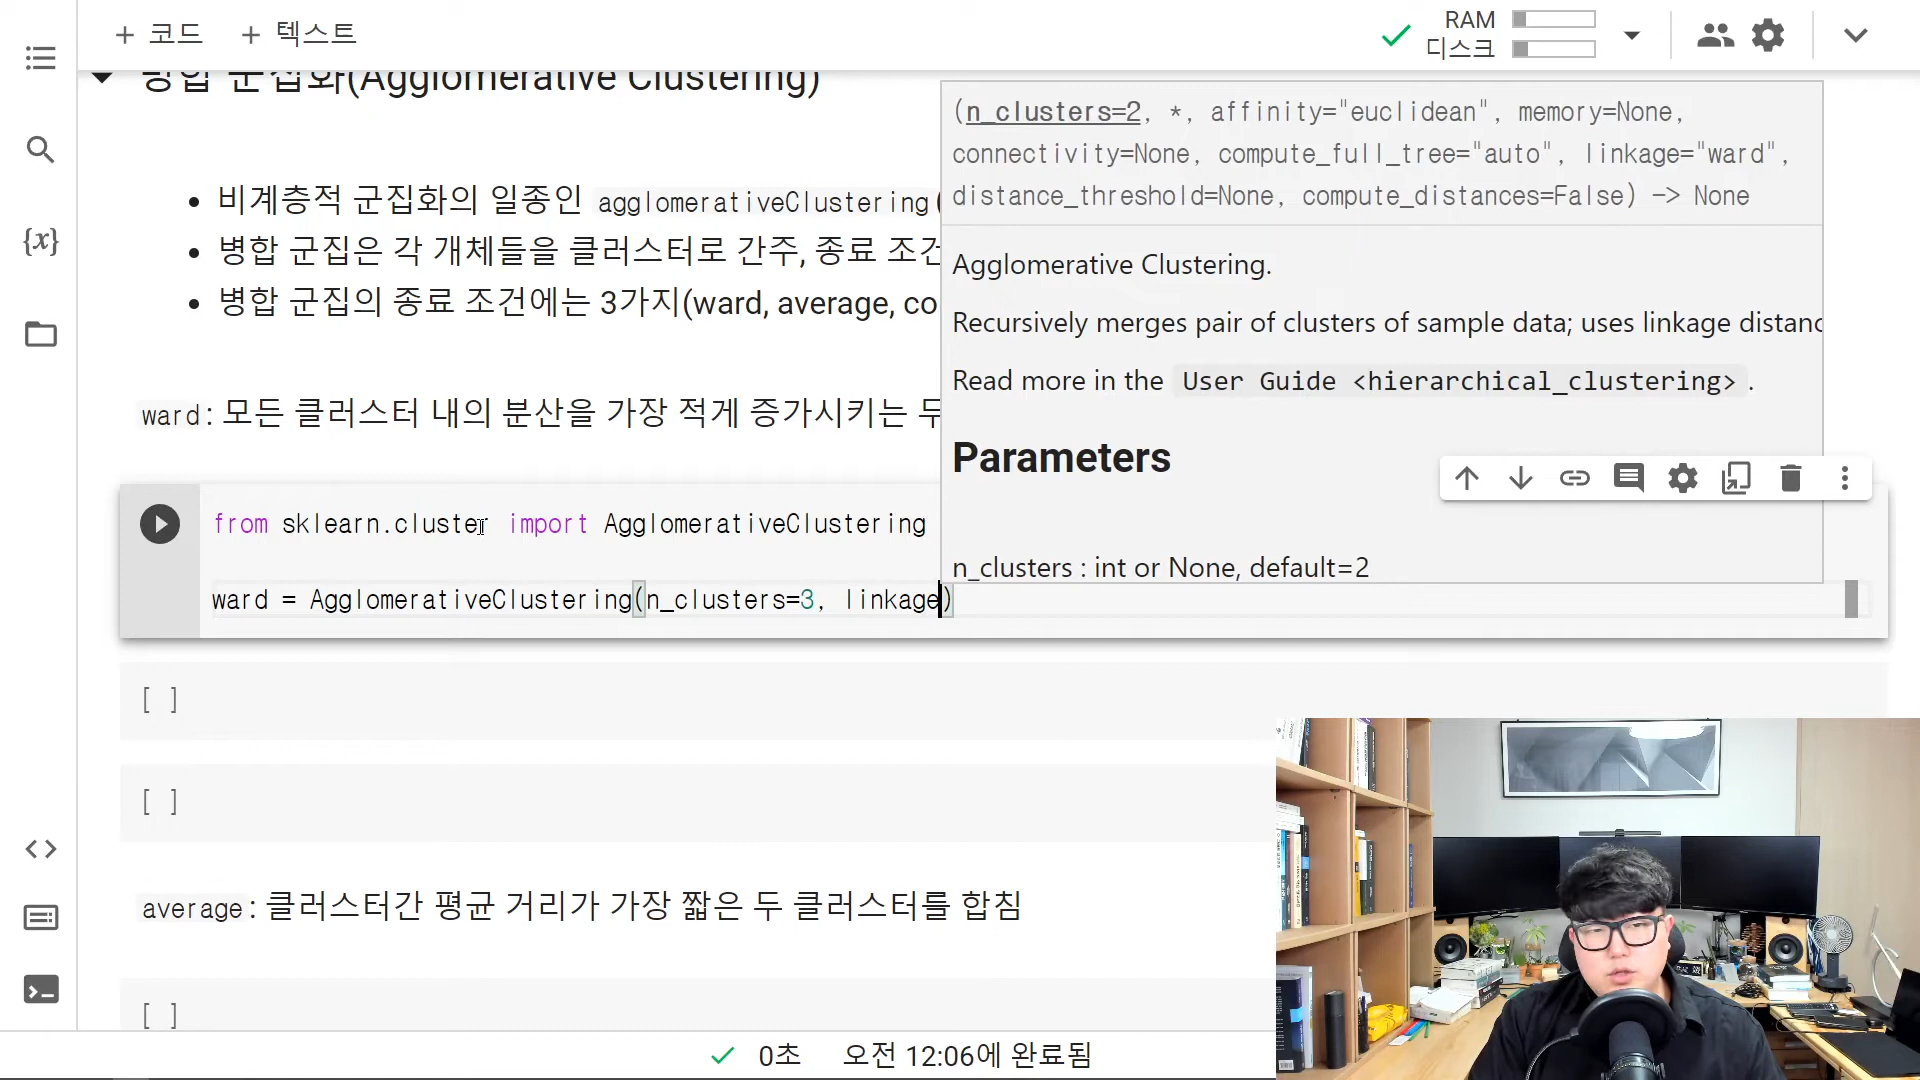 + 코드 + 텍스트
RAM
디스크
병합 군집화(Agglomerative Clustering)
비계층적 군집화의 일종인 agglomerativeClustering(
병합 군집은 각 개체들을 클러스터로 간주, 종료 조건
병합 군집의 종료 조건에는 3가지(ward, average, co
ward: 모든 클러스터 내의 분산을 가장 적게 증가시키는 두
(n_clusters=2, *, affinity="euclidean", memory=None,
connectivity=None, compute_full_tree="auto", linkage="ward",
distance_threshold=None, compute_distances=False) -> None
Agglomerative Clustering.
Recursively merges pair of clusters of sample data; uses linkage distanc
Read more in the User Guide <hierarchical_clustering> .
Parameters
n_clusters : int or None, default=2
from sklearn.cluster import AgglomerativeClustering
ward = AgglomerativeClustering(n_clusters=3, linkage)
[ ]
[ ]
average: 클러스터간 평균 거리가 가장 짧은 두 클러스터를 합침
[ ]
0초 오전 12:06에 완료됨